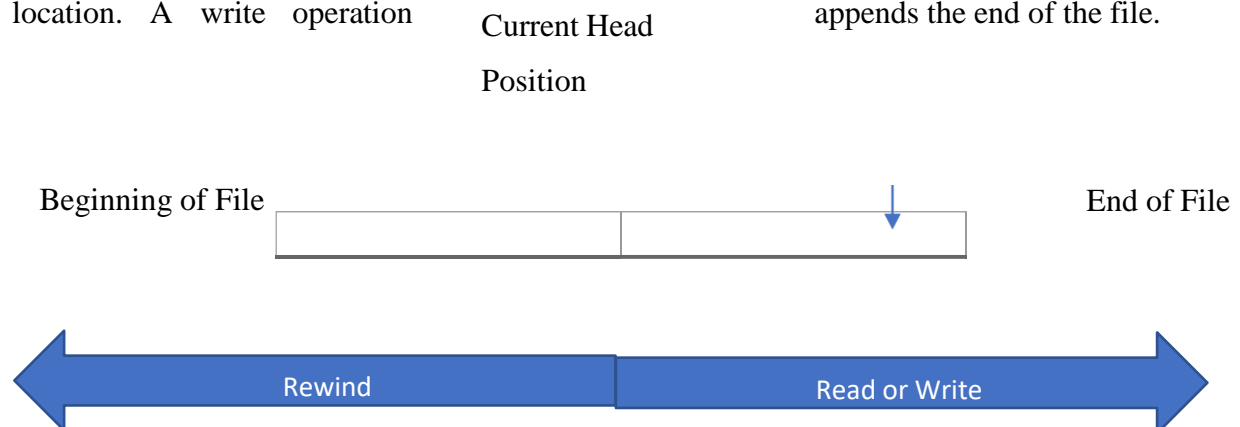 location. A write operation appends the end of the file.
Current Head
Position
Beginning of File
End of File
Rewind
Read or Write